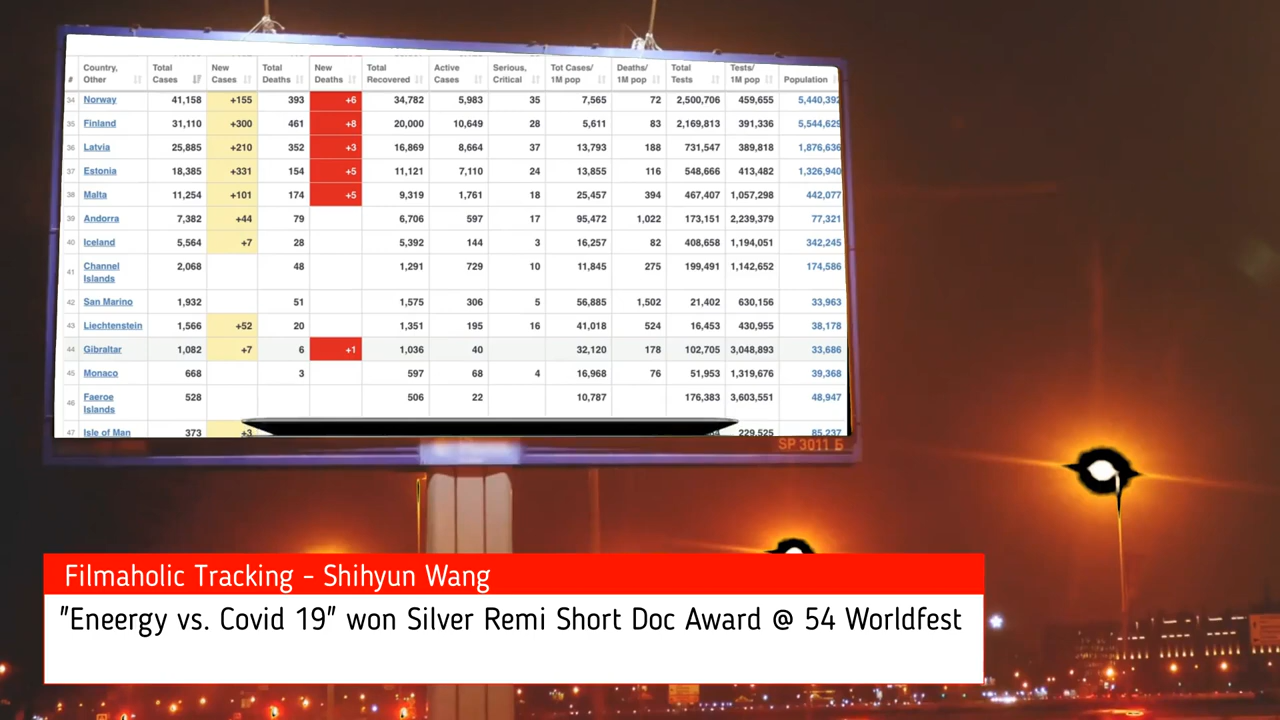 # Country, Other Total Cases New Cases Total Deaths New Deaths Total Recovered Active Cases Serious, Critical Tot Cases/ 1M pop Deaths/ 1M pop Total Tests Tests/ 1M pop Population
34 Norway 41,158 +155 393 +6 34,782 5,983 35 7,565 72 2,500,706 459,655 5,440,392
35 Finland 31,110 +300 461 +8 20,000 10,649 28 5,611 83 2,169,813 391,336 5,544,629
36 Latvia 25,885 +210 352 +3 16,869 8,664 37 13,793 188 731,547 389,818 1,876,636
37 Estonia 18,385 +331 154 +5 11,121 7,110 24 13,855 116 548,666 413,482 1,326,940
38 Malta 11,254 +101 174 +5 9,319 1,761 18 25,457 394 467,407 1,057,298 442,077
39 Andorra 7,382 +44 79 6,706 597 17 95,472 1,022 173,151 2,239,379 77,321
40 Iceland 5,564 +7 28 5,392 144 3 16,257 82 408,658 1,194,051 342,245
41 Channel Islands 2,068 48 1,291 729 10 11,845 275 199,491 1,142,652 174,586
42 San Marino 1,932 51 1,575 306 5 56,885 1,502 21,402 630,156 33,963
43 Liechtenstein 1,566 +52 20 1,351 195 16 41,018 524 16,453 430,955 38,178
44 Gibraltar 1,082 +7 6 +1 1,036 40 32,120 178 102,705 3,048,893 33,686
45 Monaco 668 3 597 68 4 16,968 76 51,953 1,319,676 39,368
46 Faeroe Islands 528 506 22 10,787 176,383 3,603,551 48,947
47 Isle of Man 373 +3 229,525 85,237
SP 3011 Б
Filmaholic Tracking - Shihyun Wang
"Eneergy vs. Covid 19" won Silver Remi Short Doc Award @ 54 Worldfest